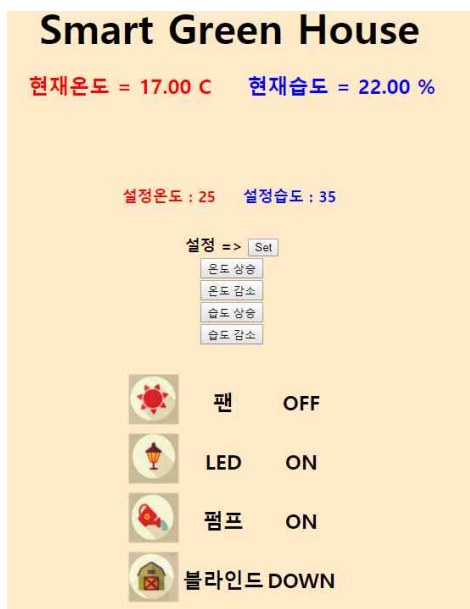 Smart Green House
현재온도 = 17.00 C 현재습도 = 22.00 %
설정온도 : 25 설정습도 : 35
설정 => Set
온도 상승
온도 감소
습도 상승
습도 감소
팬 OFF
LED ON
펌프 ON
블라인드 DOWN